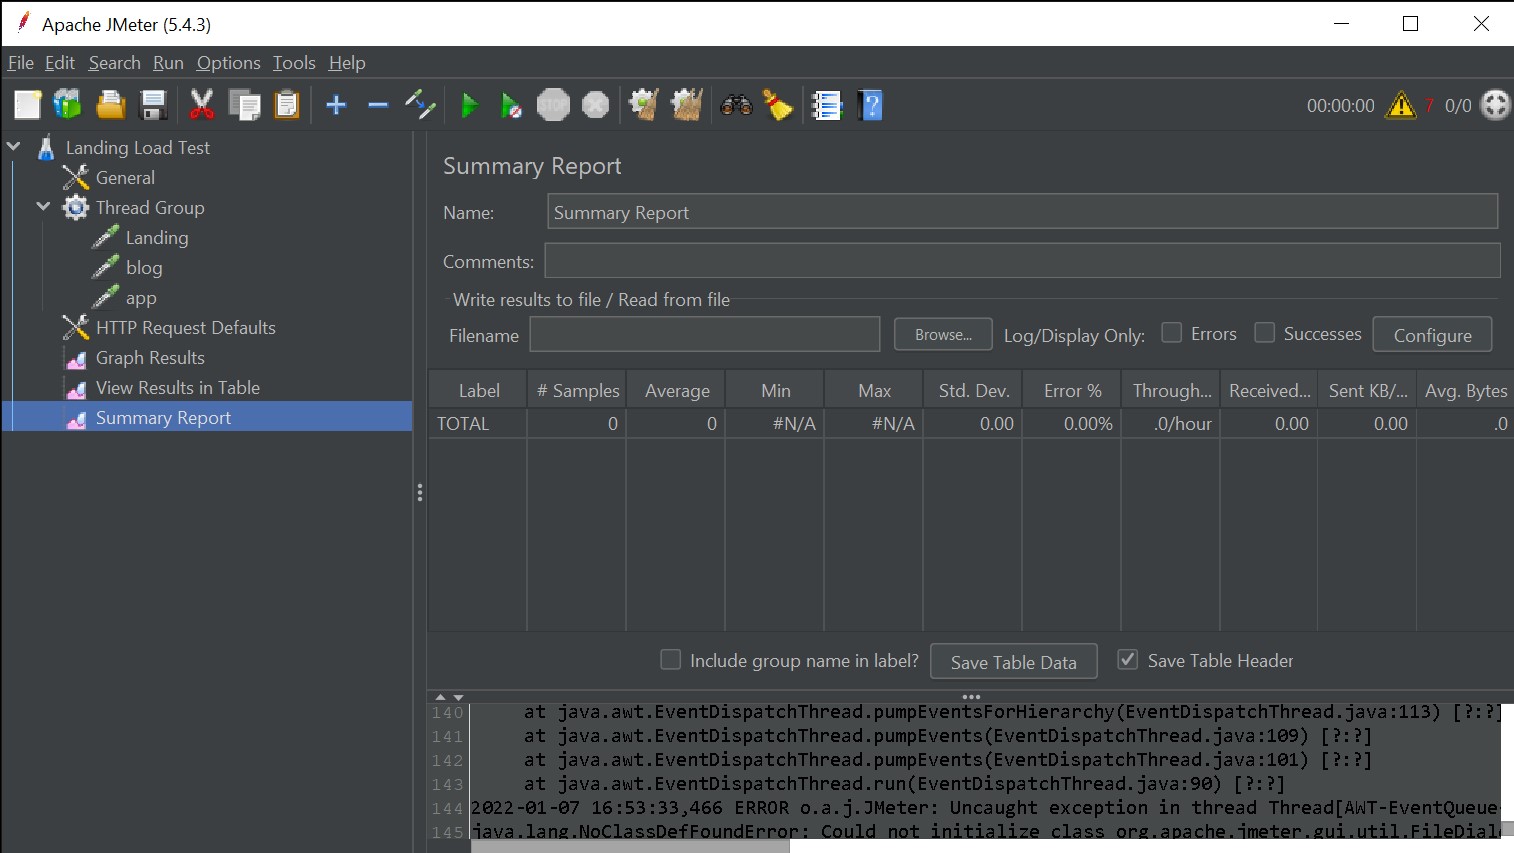 Apache JMeter (5.4.3)
File Edit Search Run Options Tools Help
STOP
00:00:00 7 0/0
Landing Load Test
General
Thread Group
Landing
blog
app
HTTP Request Defaults
Graph Results
View Results in Table
Summary Report
Summary Report
Name: Summary Report
Comments:
Write results to file / Read from file
Filename Browse... Log/Display Only: Errors Successes Configure
Label # Samples Average Min Max Std. Dev. Error % Through... Received... Sent KB/... Avg. Bytes
TOTAL 0 0 #N/A #N/A 0.00 0.00% .0/hour 0.00 0.00 .0
Include group name in label? Save Table Data Save Table Header
140 at java.awt.EventDispatchThread.pumpEventsForHierarchy(EventDispatchThread.java:113) [?:?]
141 at java.awt.EventDispatchThread.pumpEvents(EventDispatchThread.java:109) [?:?]
142 at java.awt.EventDispatchThread.pumpEvents(EventDispatchThread.java:101) [?:?]
143 at java.awt.EventDispatchThread.run(EventDispatchThread.java:90) [?:?]
144 2022-01-07 16:53:33,466 ERROR o.a.j.JMeter: Uncaught exception in thread Thread[AWT-EventQueue-
145 java.lang.NoClassDefFoundError: Could not initialize class org.apache.jmeter.gui.util.FileDial